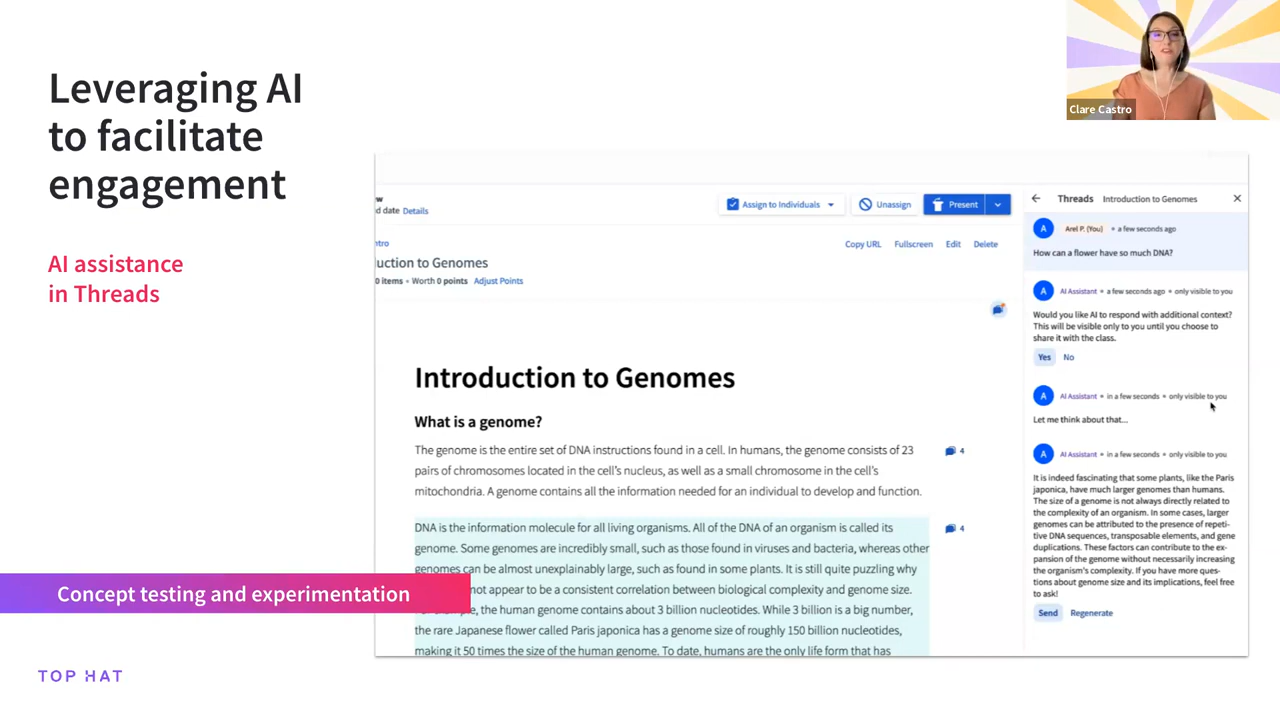 Leveraging AI
to facilitate
engagement
AI assistance
in Threads
Concept testing and experimentation
TOP HAT
Clare Castro
w
d date Details
Assign to Individuals
Unassign
Present
ntro
Copy URL Fullscreen Edit Delete
uction to Genomes
0 items • Worth 0 points Adjust Points
Introduction to Genomes
What is a genome?
The genome is the entire set of DNA instructions found in a cell. In humans, the genome consists of 23
pairs of chromosomes located in the cell's nucleus, as well as a small chromosome in the cell's
mitochondria. A genome contains all the information needed for an individual to develop and function.
4
DNA is the information molecule for all living organisms. All of the DNA of an organism is called its
genome. Some genomes are incredibly small, such as those found in viruses and bacteria, whereas other
genomes can be almost unexplainably large, such as found in some plants. It is still quite puzzling why
not appear to be a consistent correlation between biological complexity and genome size.
the human genome contains about 3 billion nucleotides. While 3 billion is a big number,
the rare Japanese flower called Paris japonica has a genome size of roughly 150 billion nucleotides,
making it 50 times the size of the human genome. To date, humans are the only life form that has
4
Threads Introduction to Genomes
A Arel P. (You) • a few seconds ago
How can a flower have so much DNA?
A AI Assistant • a few seconds ago • only visible to you
Would you like AI to respond with additional context?
This will be visible only to you until you choose to
share it with the class.
Yes No
A AI Assistant • in a few seconds • only visible to you
Let me think about that...
A AI Assistant • in a few seconds • only visible to you
It is indeed fascinating that some plants, like the Paris
japonica, have much larger genomes than humans.
The size of a genome is not always directly related to
the complexity of an organism. In some cases, larger
genomes can be attributed to the presence of repeti-
tive DNA sequences, transposable elements, and gene
duplications. These factors can contribute to the ex-
pansion of the genome without necessarily increasing
the organism's complexity. If you have more ques-
tions about genome size and its implications, feel free
to ask!
Send Regenerate